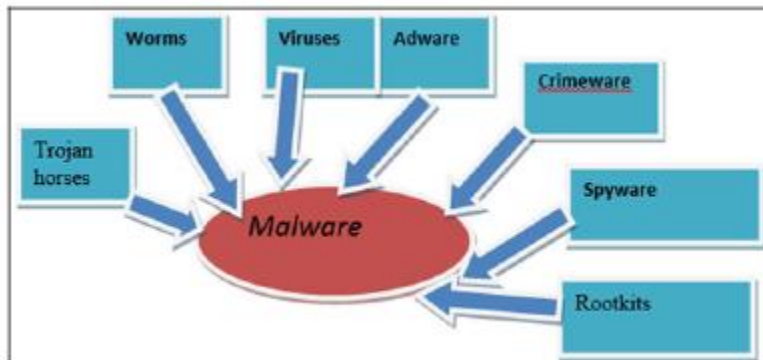 Worms
Viruses
Adware
Crimeware
Trojan
horses
Spyware
Malware
Rootkits